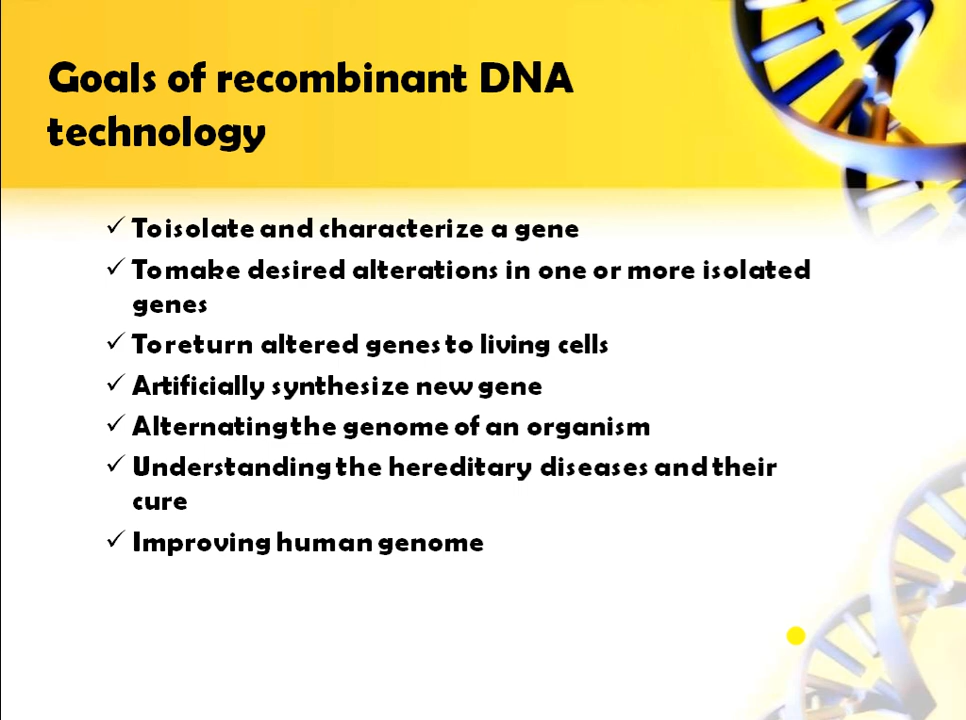 Goals of recombinant DNA
technology
✓ To isolate and characterize a gene
✓ To make desired alterations in one or more isolated
genes
✓ To return altered genes to living cells
✓ Artificially synthesize new gene
✓ Alternating the genome of an organism
✓ Understanding the hereditary diseases and their
cure
✓ Improving human genome